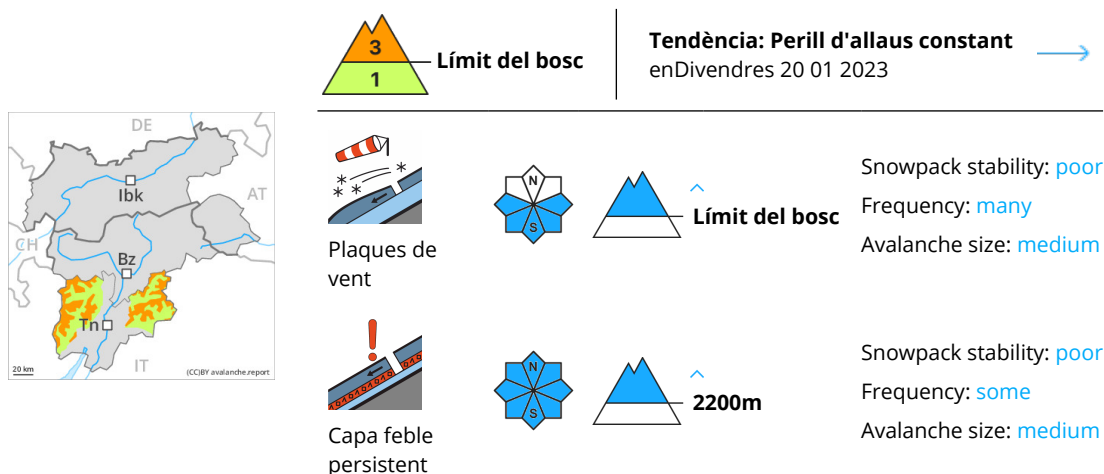 3
1
Límit del bosc
Tendència: Perill d'allaus constant
enDivendres 20 01 2023
DE
Ibk
AT
CH
Bz
Tn
IT
20 km
(CC)BY avalanche.report
Plaques de
vent
N
S
Límit del bosc
Snowpack stability: poor
Frequency: many
Avalanche size: medium
Capa feble
persistent
N
S
2200m
Snowpack stability: poor
Frequency: some
Avalanche size: medium